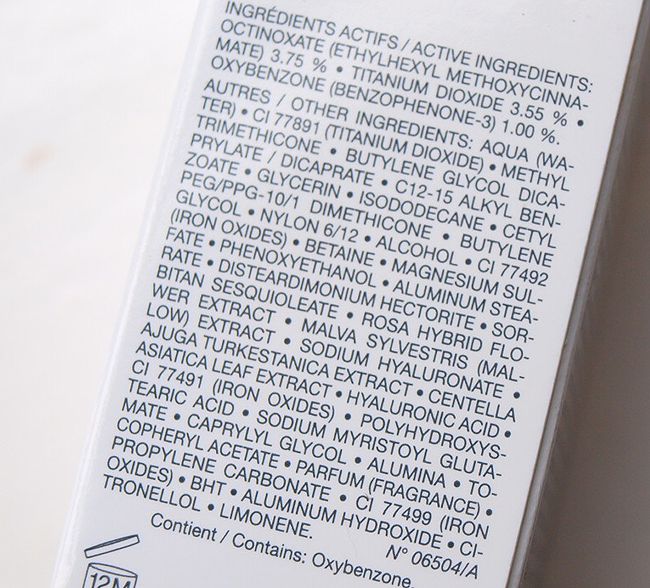 INGRÉDIENTS ACTIFS / ACTIVE INGREDIENTS:
OCTINOXATE (ETHYLHEXYL METHOXYCINNA-
MATE) 3.75 % • TITANIUM DIOXIDE 3.55 % •
OXYBENZONE (BENZOPHENONE-3) 1.00 %.
AUTRES / OTHER INGREDIENTS: AQUA (WA-
TER) • CI 77891 (TITANIUM DIOXIDE) • METHYL
TRIMETHICONE • BUTYLENE GLYCOL DICA-
PRYLATE / DICAPRATE • C12-15 ALKYL BEN-
ZOATE • GLYCERIN • ISODODECANE • CETYL
PEG/PPG-10/1 DIMETHICONE • BUTYLENE
GLYCOL • NYLON 6/12 • ALCOHOL • CI 77492
(IRON OXIDES) • BETAINE • MAGNESIUM SUL-
FATE • PHENOXYETHANOL • ALUMINUM STEA-
RATE • DISTEARDIMONIUM HECTORITE • SOR-
BITAN SESQUIOLEATE • ROSA HYBRID FLO-
WER EXTRACT • MALVA SYLVESTRIS (MAL-
LOW) EXTRACT • SODIUM HYALURONATE •
AJUGA TURKESTANICA EXTRACT • CENTELLA
ASIATICA LEAF EXTRACT • HYALURONIC ACID •
CI 77491 (IRON OXIDES) • POLYHYDROXYS-
TEARIC ACID • SODIUM MYRISTOYL GLUTA-
MATE • CAPRYLYL GLYCOL • ALUMINA • TO-
COPHERYL ACETATE • PARFUM (FRAGRANCE) •
PROPYLENE CARBONATE • CI 77499 (IRON
OXIDES) • BHT • ALUMINUM HYDROXIDE • CI-
TRONELLOL • LIMONENE. N° 06504/A
Contient / Contains: Oxybenzone.
12M